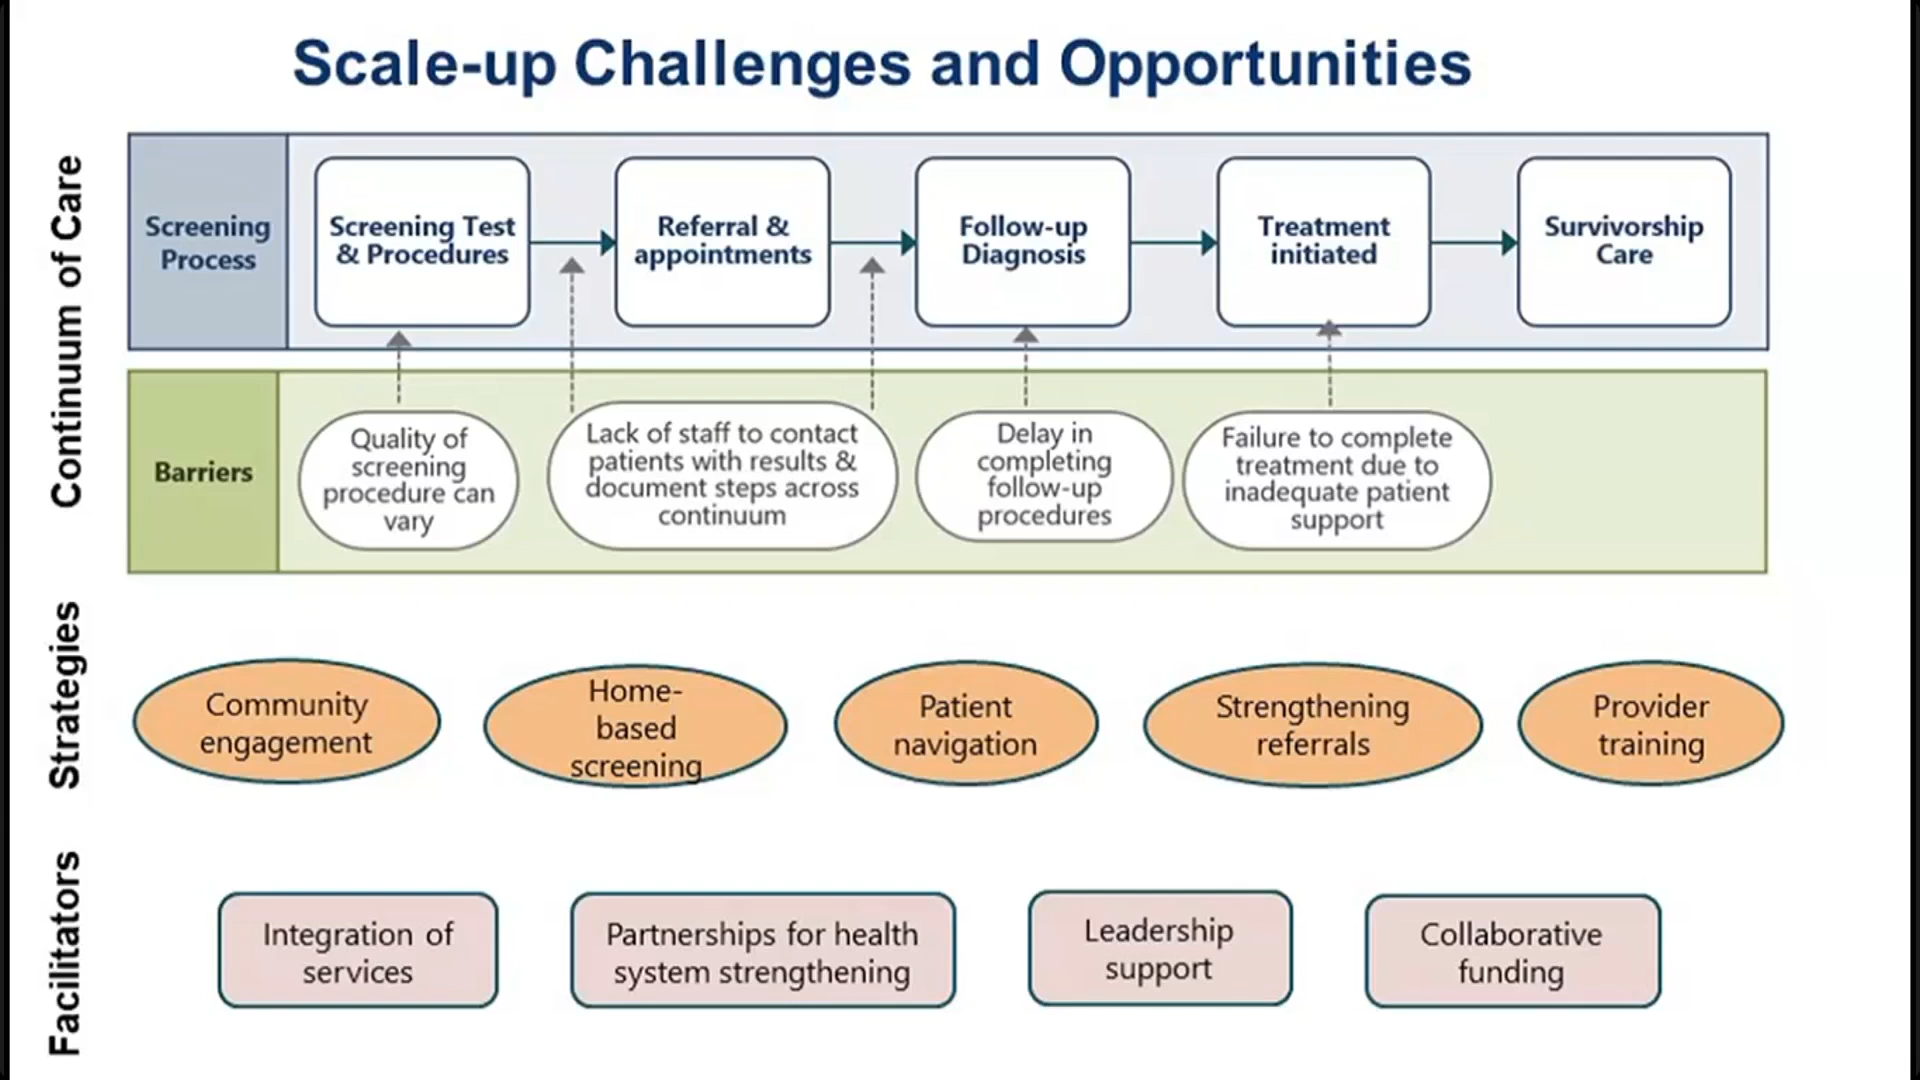 Scale-up Challenges and Opportunities
Continuum of Care
Screening
Process
Screening Test
& Procedures
Referral &
appointments
Follow-up
Diagnosis
Treatment
initiated
Survivorship
Care
Barriers
Quality of
screening
procedure can
vary
Lack of staff to contact
patients with results &
document steps across
continuum
Delay in
completing
follow-up
procedures
Failure to complete
treatment due to
inadequate patient
support
Strategies
Community
engagement
Home-
based
screening
Patient
navigation
Strengthening
referrals
Provider
training
Facilitators
Integration of
services
Partnerships for health
system strengthening
Leadership
support
Collaborative
funding